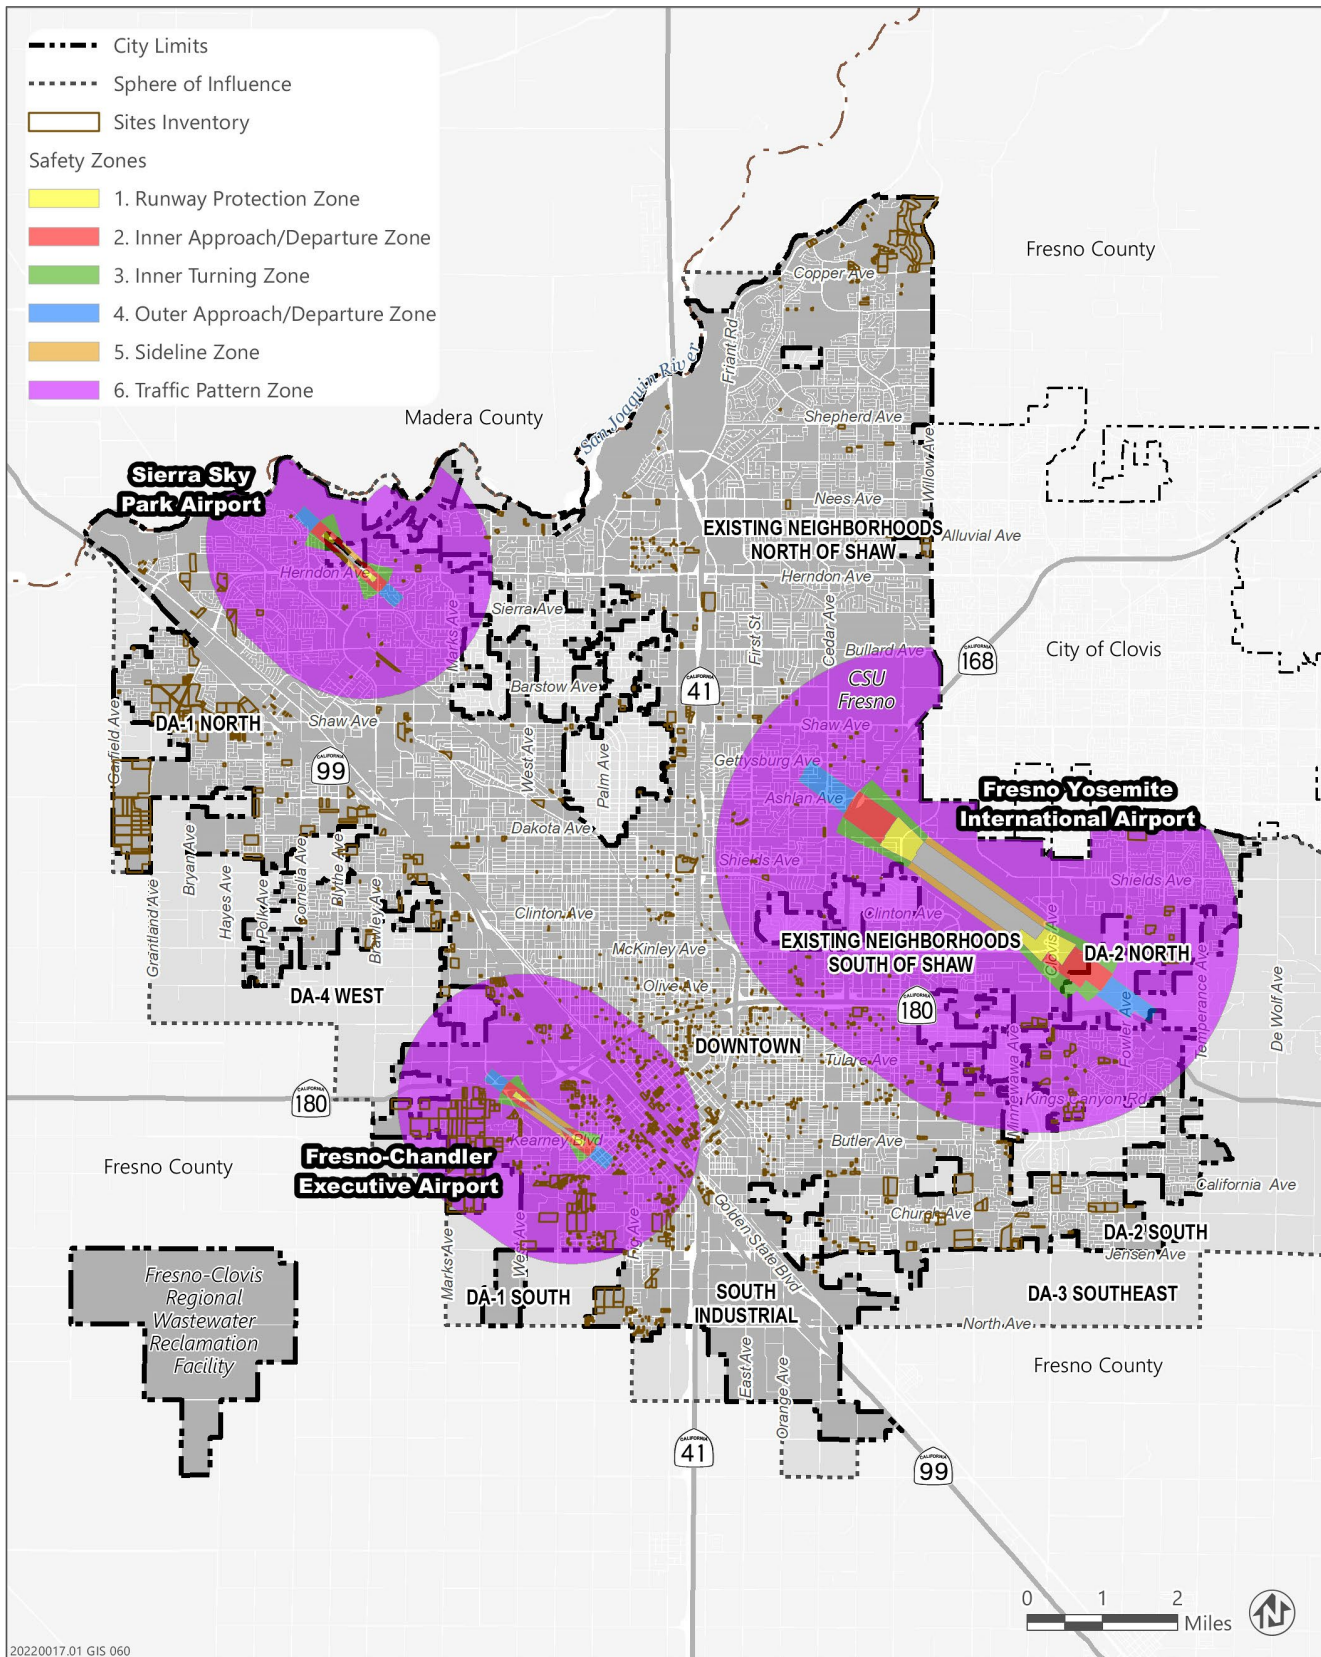 City Limits
Sphere of Influence
Sites Inventory
Safety Zones
1. Runway Protection Zone
2. Inner Approach/Departure Zone
3. Inner Turning Zone
4. Outer Approach/Departure Zone
5. Sideline Zone
6. Traffic Pattern Zone
Fresno County
Copper Ave
Friant Rd
San Joaquin River
Madera County
Shepherd Ave
Willow Ave
Sierra Sky
Park Airport
Nees Ave
EXISTING NEIGHBORHOODS
NORTH OF SHAW
Alluvial Ave
Herndon Ave
Herndon Ave
Sierra Ave
Marks Ave
First St
Cedar Ave
Bullard Ave
CALIFORNIA
168
City of Clovis
CSU
Fresno
Barstow Ave
CALIFORNIA
41
Garfield Ave
DA-1 NORTH
Shaw Ave
Shaw Ave
CALIFORNIA
99
West Ave
Palm Ave
Gettysburg Ave
Ashlan Ave
Fresno Yosemite
International Airport
Dakota Ave
Shields Ave
Shields Ave
Bryan Ave
Hayes Ave
Polk Ave
Cornelia Ave
Blythe Ave
Brawley Ave
Grantland Ave
Clinton Ave
Clinton Ave
Clovis Ave
McKinley Ave
EXISTING NEIGHBORHOODS
SOUTH OF SHAW
DA-2 NORTH
Olive Ave
DA-4 WEST
CALIFORNIA
180
Fowler Ave
Temperance Ave
De Wolf Ave
DOWNTOWN
Tulare Ave
Minnewawa Ave
Kings Canyon Rd
CALIFORNIA
180
Kearney Blvd
Butler Ave
Fresno County
Fresno-Chandler
Executive Airport
California Ave
Church Ave
Golden State Blvd
Marks Ave
West Ave
Fig Ave
DA-2 SOUTH
Jensen Ave
Fresno-Clovis
Regional
Wastewater
Reclamation
Facility
DA-1 SOUTH
SOUTH
INDUSTRIAL
DA-3 SOUTHEAST
North Ave
Fresno County
East Ave
Orange Ave
CALIFORNIA
41
CALIFORNIA
99
0 1 2
Miles
N
20220017.01 GIS 060